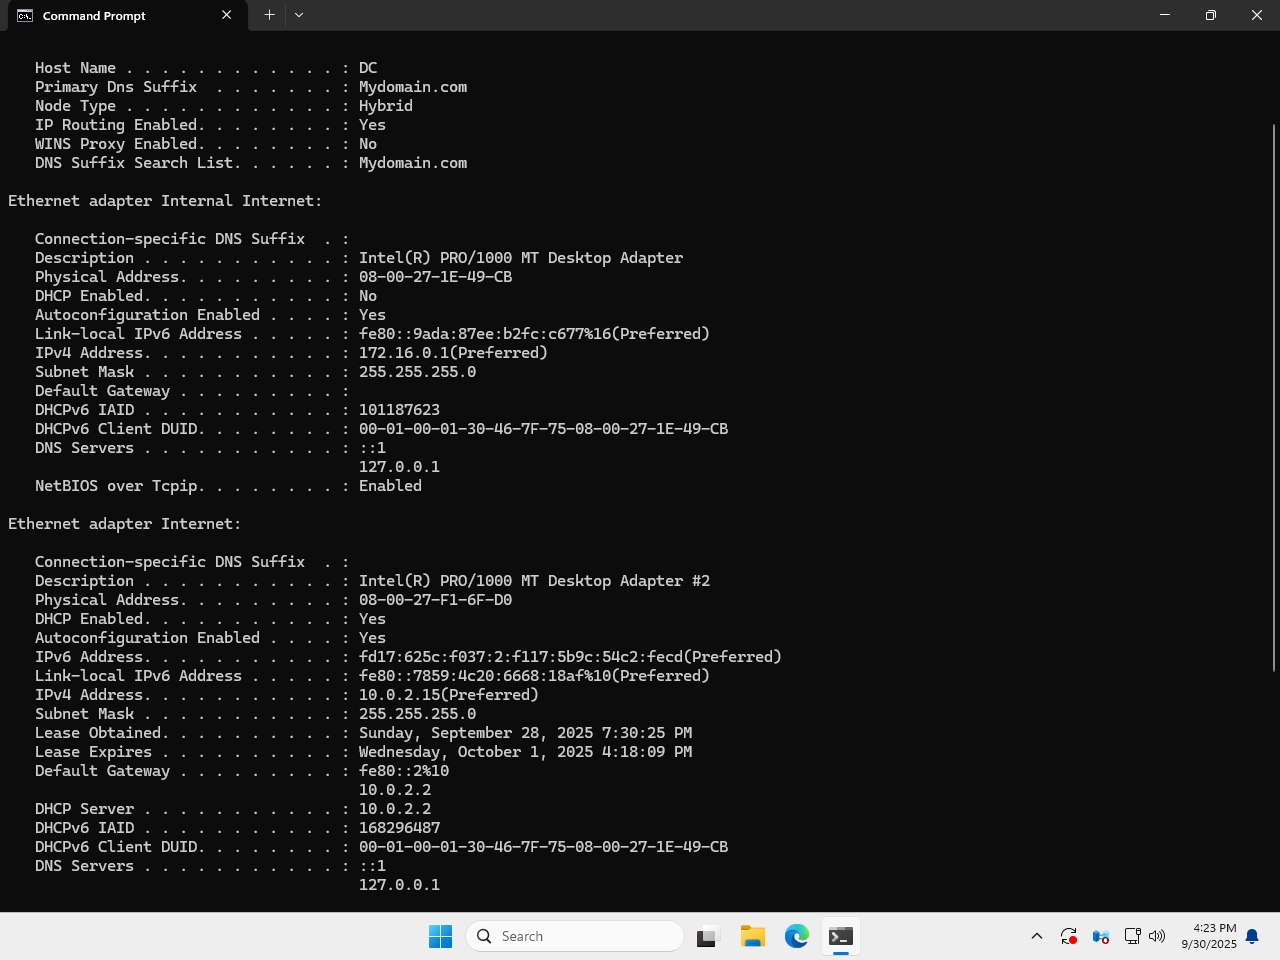 Command Prompt
Host Name . . . . . . . . . . . . : DC
Primary Dns Suffix  . . . . . . . : Mydomain.com
Node Type . . . . . . . . . . . . : Hybrid
IP Routing Enabled. . . . . . . . : Yes
WINS Proxy Enabled. . . . . . . . : No
DNS Suffix Search List. . . . . . : Mydomain.com
Ethernet adapter Internal Internet:
Connection-specific DNS Suffix  . :
Description . . . . . . . . . . . : Intel(R) PRO/1000 MT Desktop Adapter
Physical Address. . . . . . . . . : 08-00-27-1E-49-CB
DHCP Enabled. . . . . . . . . . . : No
Autoconfiguration Enabled . . . . : Yes
Link-local IPv6 Address . . . . . : fe80::9ada:87ee:b2fc:c677%16(Preferred)
IPv4 Address. . . . . . . . . . . : 172.16.0.1(Preferred)
Subnet Mask . . . . . . . . . . . : 255.255.255.0
Default Gateway . . . . . . . . . :
DHCPv6 IAID . . . . . . . . . . . : 101187623
DHCPv6 Client DUID. . . . . . . . : 00-01-00-01-30-46-7F-75-08-00-27-1E-49-CB
DNS Servers . . . . . . . . . . . : ::1
127.0.0.1
NetBIOS over Tcpip. . . . . . . . : Enabled
Ethernet adapter Internet:
Connection-specific DNS Suffix  . :
Description . . . . . . . . . . . : Intel(R) PRO/1000 MT Desktop Adapter #2
Physical Address. . . . . . . . . : 08-00-27-F1-6F-D0
DHCP Enabled. . . . . . . . . . . : Yes
Autoconfiguration Enabled . . . . : Yes
IPv6 Address. . . . . . . . . . . : fd17:625c:f037:2:f117:5b9c:54c2:fecd(Preferred)
Link-local IPv6 Address . . . . . : fe80::7859:4c20:6668:18af%10(Preferred)
IPv4 Address. . . . . . . . . . . : 10.0.2.15(Preferred)
Subnet Mask . . . . . . . . . . . : 255.255.255.0
Lease Obtained. . . . . . . . . . : Sunday, September 28, 2025 7:30:25 PM
Lease Expires . . . . . . . . . . : Wednesday, October 1, 2025 4:18:09 PM
Default Gateway . . . . . . . . . : fe80::2%10
10.0.2.2
DHCP Server . . . . . . . . . . . : 10.0.2.2
DHCPv6 IAID . . . . . . . . . . . : 168296487
DHCPv6 Client DUID. . . . . . . . : 00-01-00-01-30-46-7F-75-08-00-27-1E-49-CB
DNS Servers . . . . . . . . . . . : ::1
127.0.0.1
Search
4:23 PM
9/30/2025